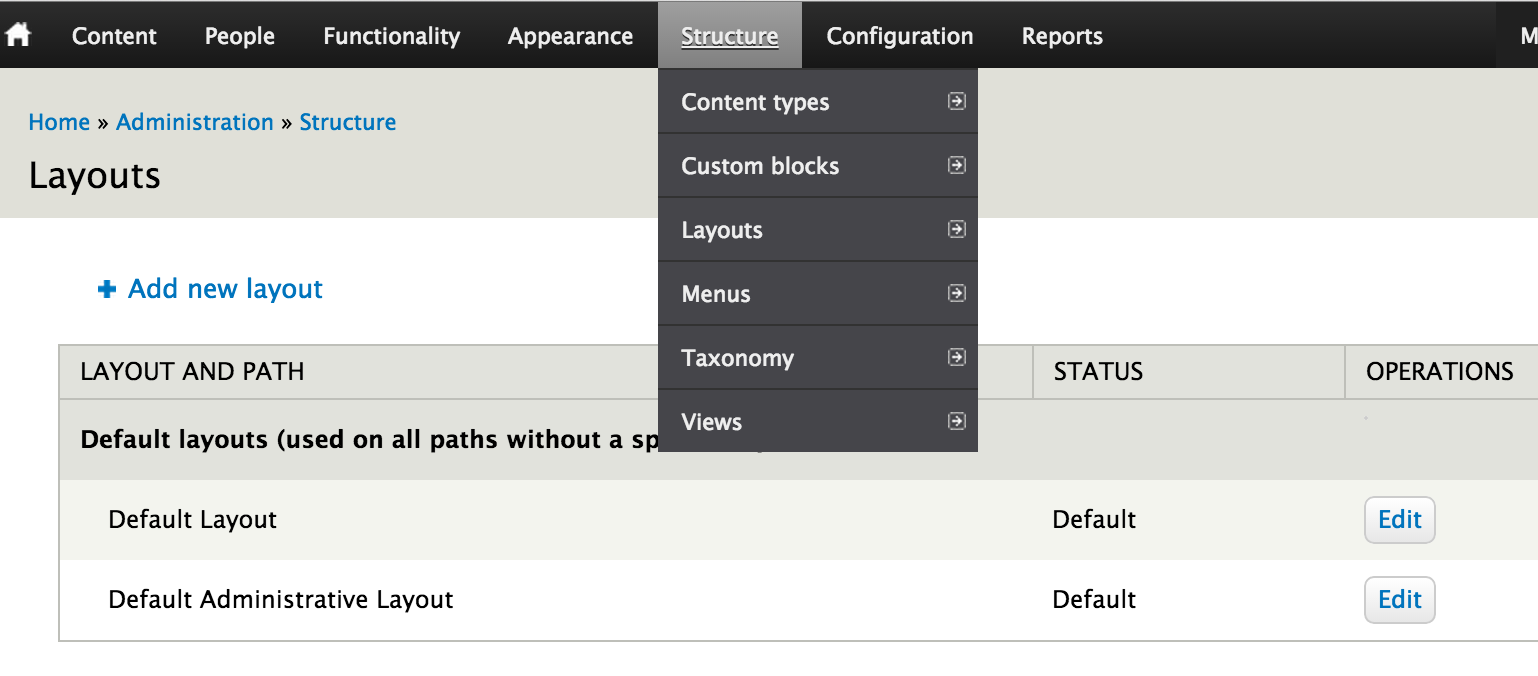 Content People Functionality Appearance Structure Configuration Reports
Content types
Custom blocks
Layouts
Menus
Taxonomy
Views
Home » Administration » Structure
Layouts
Add new layout
LAYOUT AND PATH STATUS OPERATIONS
Default layouts (used on all paths without a
Default Layout Default Edit
Default Administrative Layout Default Edit